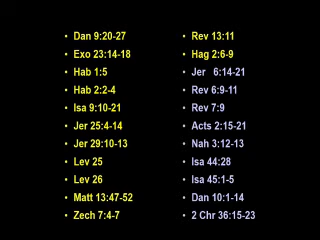 • Dan 9:20-27
• Exo 23:14-18
• Hab 1:5
• Hab 2:2-4
• Isa 9:10-21
• Jer 25:4-14
• Jer 29:10-13
• Lev 25
• Lev 26
• Matt 13:47-52
• Zech 7:4-7
• Rev 13:11
• Hag 2:6-9
• Jer 6:14-21
• Rev 6:9-11
• Rev 7:9
• Acts 2:15-21
• Nah 3:12-13
• Isa 44:28
• Isa 45:1-5
• Dan 10:1-14
• 2 Chr 36:15-23